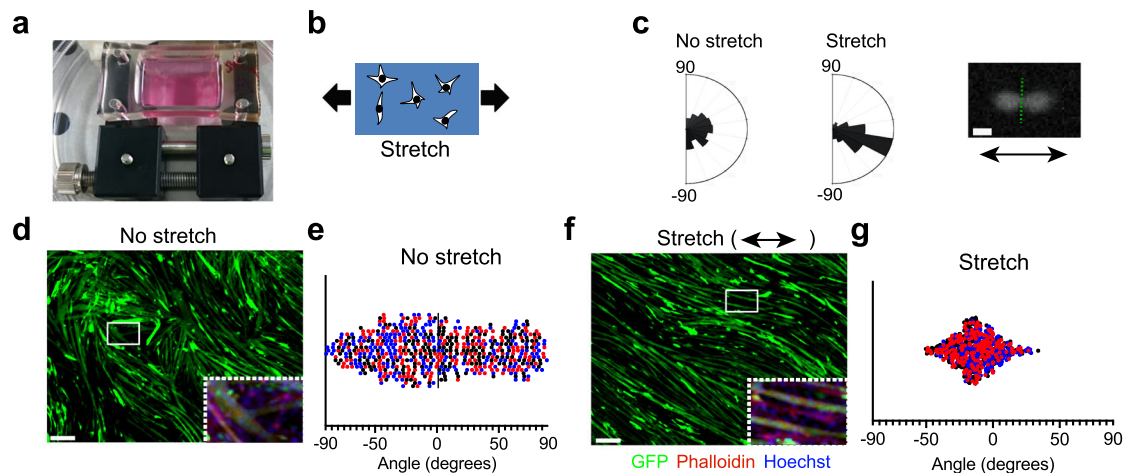 a
b
Stretch
c
No stretch
Stretch
90
90
-90
-90
d
No stretch
e
No stretch
-90
-50
0
50
90
Angle (degrees)
f
Stretch ( )
GFP Phalloidin Hoechst
g
Stretch
-90
-50
0
50
90
Angle (degrees)